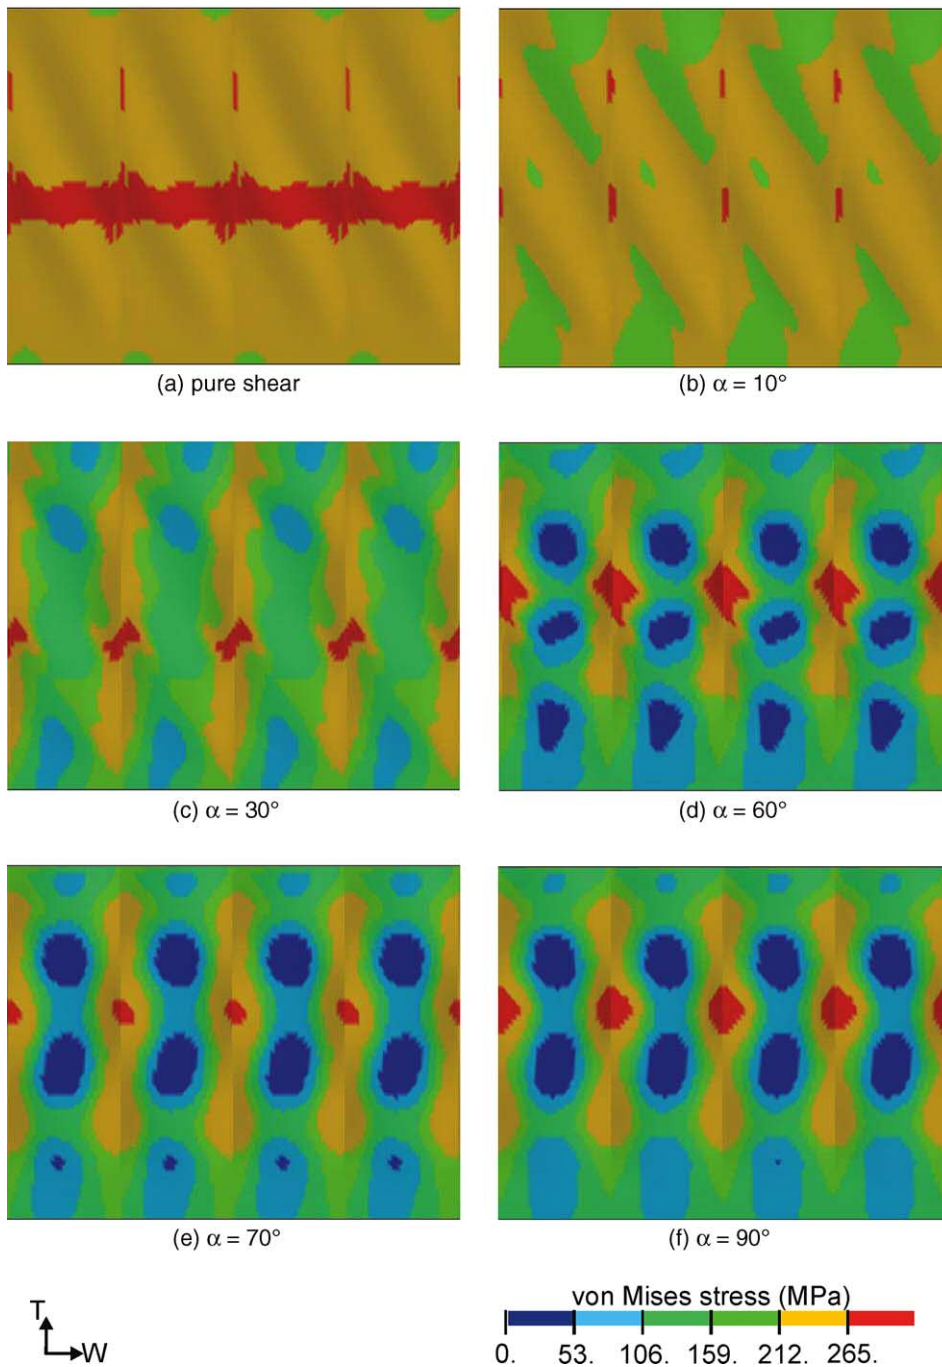 (a) pure shear
(b) α = 10°
(c) α = 30°
(d) α = 60°
(e) α = 70°
(f) α = 90°
T
W
von Mises stress (MPa)
0. 53. 106. 159. 212. 265.